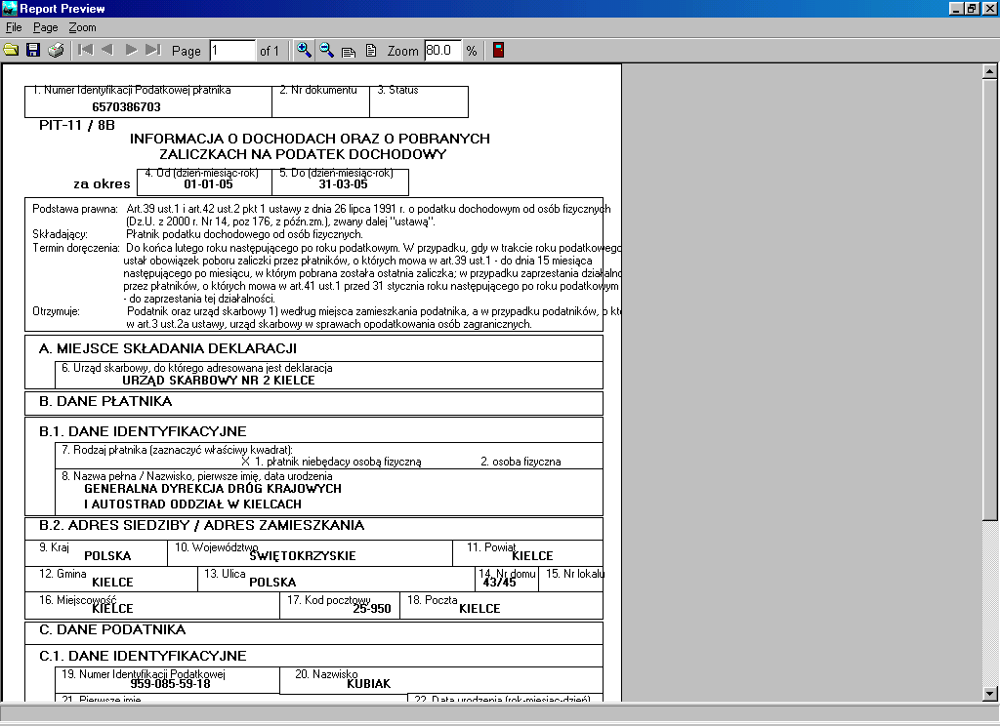 Report Preview
File Page Zoom
Page 1 of 1 Zoom 80.0 %
1. Numer Identyfikacji Podatkowej płatnika 2. Nr dokumentu 3. Status
6570386703
PIT-11 / 8B
INFORMACJA O DOCHODACH ORAZ O POBRANYCH
ZALICZKACH NA PODATEK DOCHODOWY
4. Od (dzień-miesiąc-rok) 5. Do (dzień-miesiąc-rok)
za okres 01-01-05 31-03-05
Podstawa prawna: Art.39 ust.1 i art.42 ust.2 pkt 1 ustawy z dnia 26 lipca 1991 r. o podatku dochodowym od osób fizycznych
(Dz.U. z 2000 r. Nr 14, poz 176, z późn.zm.), zwany dalej "ustawą".
Składający: Płatnik podatku dochodowego od osób fizycznych.
Termin doręczenia: Do końca lutego roku następującego po roku podatkowym. W przypadku, gdy w trakcie roku podatkowego
ustał obowiązek poboru zaliczki przez płatników, o których mowa w art.39 ust.1 - do dnia 15 miesiąca
następującego po miesiącu, w którym pobrana została ostatnia zaliczka; w przypadku zaprzestania działaln
przez płatników, o których mowa w art.41 ust.1 przed 31 stycznia roku następującego po roku podatkowym
- do zaprzestania tej działalności.
Otrzymuje: Podatnik oraz urząd skarbowy 1) według miejsca zamieszkania podatnika, a w przypadku podatników, o któ
w art.3 ust.2a ustawy, urząd skarbowy w sprawach opodatkowania osób zagranicznych.
A. MIEJSCE SKŁADANIA DEKLARACJI
6. Urząd skarbowy, do którego adresowana jest deklaracja
URZĄD SKARBOWY NR 2 KIELCE
B. DANE PŁATNIKA
B.1. DANE IDENTYFIKACYJNE
7. Rodzaj płatnika (zaznaczyć właściwy kwadrat):
X 1. płatnik niebędacy osobą fizyczną 2. osoba fizyczna
8. Nazwa pełna / Nazwisko, pierwsze imię, data urodzenia
GENERALNA DYREKCJA DRÓG KRAJOWYCH
I AUTOSTRAD ODDZIAŁ W KIELCACH
B.2. ADRES SIEDZIBY / ADRES ZAMIESZKANIA
9. Kraj 10. Województwo 11. Powiat
POLSKA ŚWIĘTOKRZYSKIE KIELCE
12. Gmina 13. Ulica 14. Nr domu 15. Nr lokalu
KIELCE POLSKA 43/45
16. Miejscowość 17. Kod pocztowy 18. Poczta
KIELCE 25-950 KIELCE
C. DANE PODATNIKA
C.1. DANE IDENTYFIKACYJNE
19. Numer Identyfikacji Podatkowej 20. Nazwisko
959-085-59-18 KUBIAK
21. Pierwsze imię 22. Data urodzenia (rok-miesiąc-dzień)